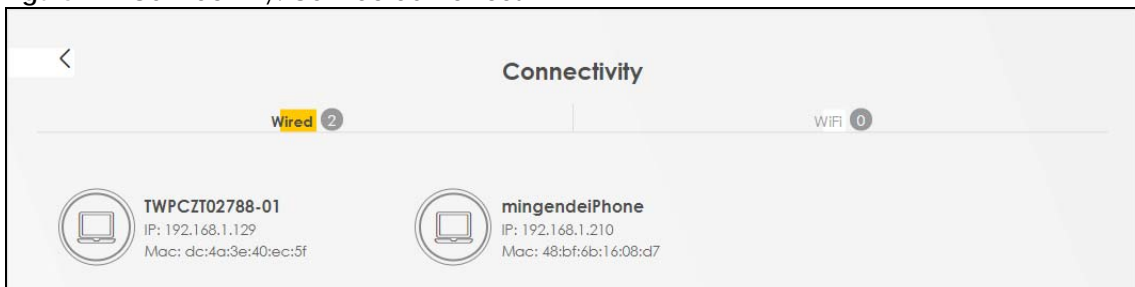 Connectivity
Wired 2
WiFi 0
TWPCZT02788-01
IP: 192.168.1.129
Mac: dc:4a:3e:40:ec:5f
mingendeiPhone
IP: 192.168.1.210
Mac: 48:bf:6b:16:08:d7